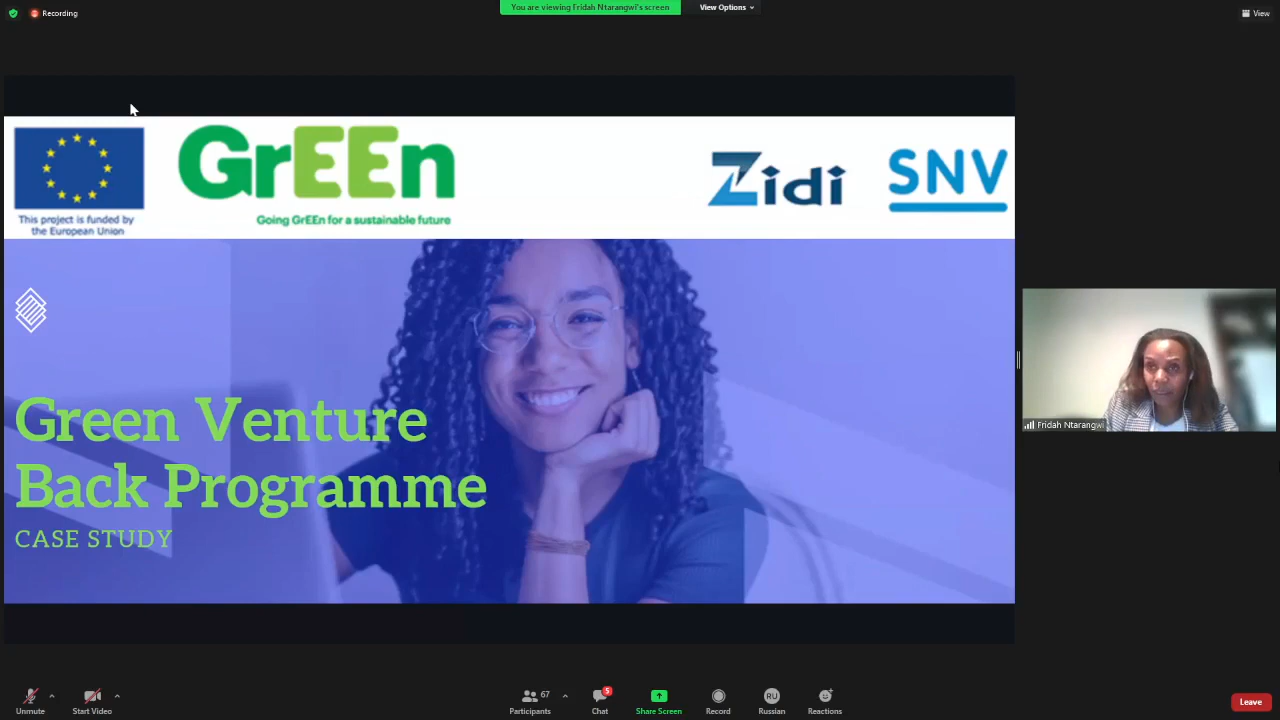 Recording
You are viewing Fridah Ntarangwi's screen
View Options
View
This project is funded by
the European Union
GrEEn
Going GrEEn for a sustainable future
Zidi
SNV
Green Venture
Back Programme
CASE STUDY
Fridah Ntarangwi
Unmute
Start Video
67
Participants
5
Chat
Share Screen
Record
RU
Russian
Reactions
Leave